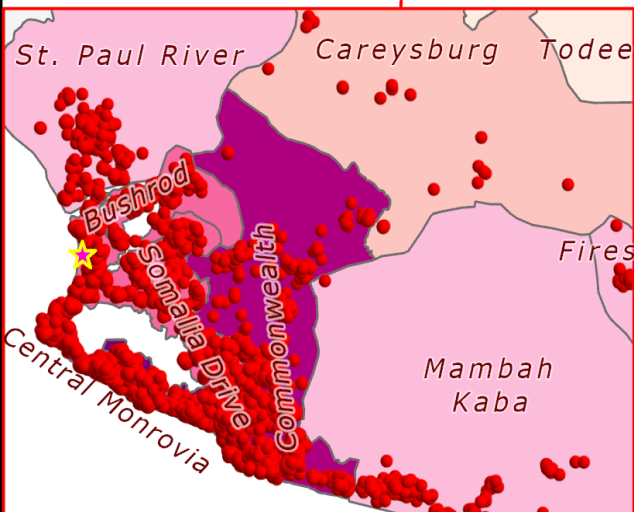 St. Paul River
Careysburg
Todee
Bushrod
Somalia Drive
Commonwealth
Fires
Central Monrovia
Mambah
Kaba